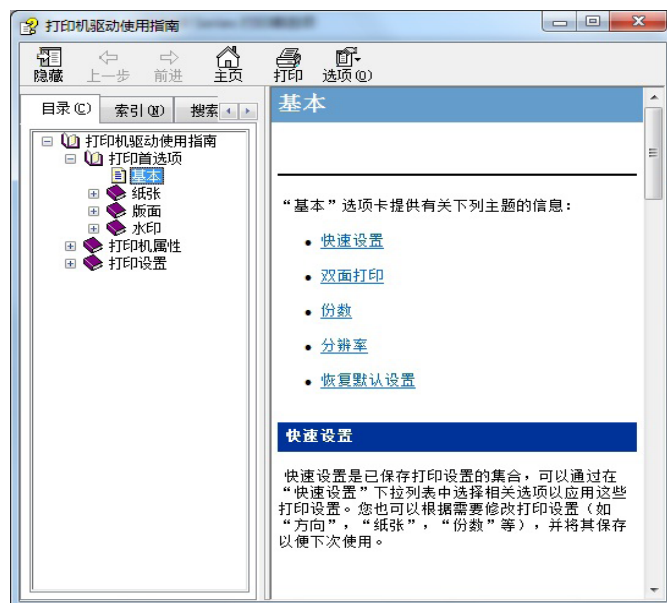 打印机驱动使用指南
隐藏 上一步 前进 主页 打印 选项(O)
目录(C) 索引(N) 搜索
打印机驱动使用指南
打印首选项
基本
纸张
版面
水印
打印机属性
打印设置
基本
“基本”选项卡提供有关下列主题的信息：
• 快速设置
• 双面打印
• 份数
• 分辨率
• 恢复默认设置
快速设置
快速设置是已保存打印设置的集合，可以通过在
“快速设置”下拉列表中选择相关选项以应用这些
打印设置。您也可以根据需要修改打印设置（如
“方向”，“纸张”，“份数”等），并将其保存
以便下次使用。